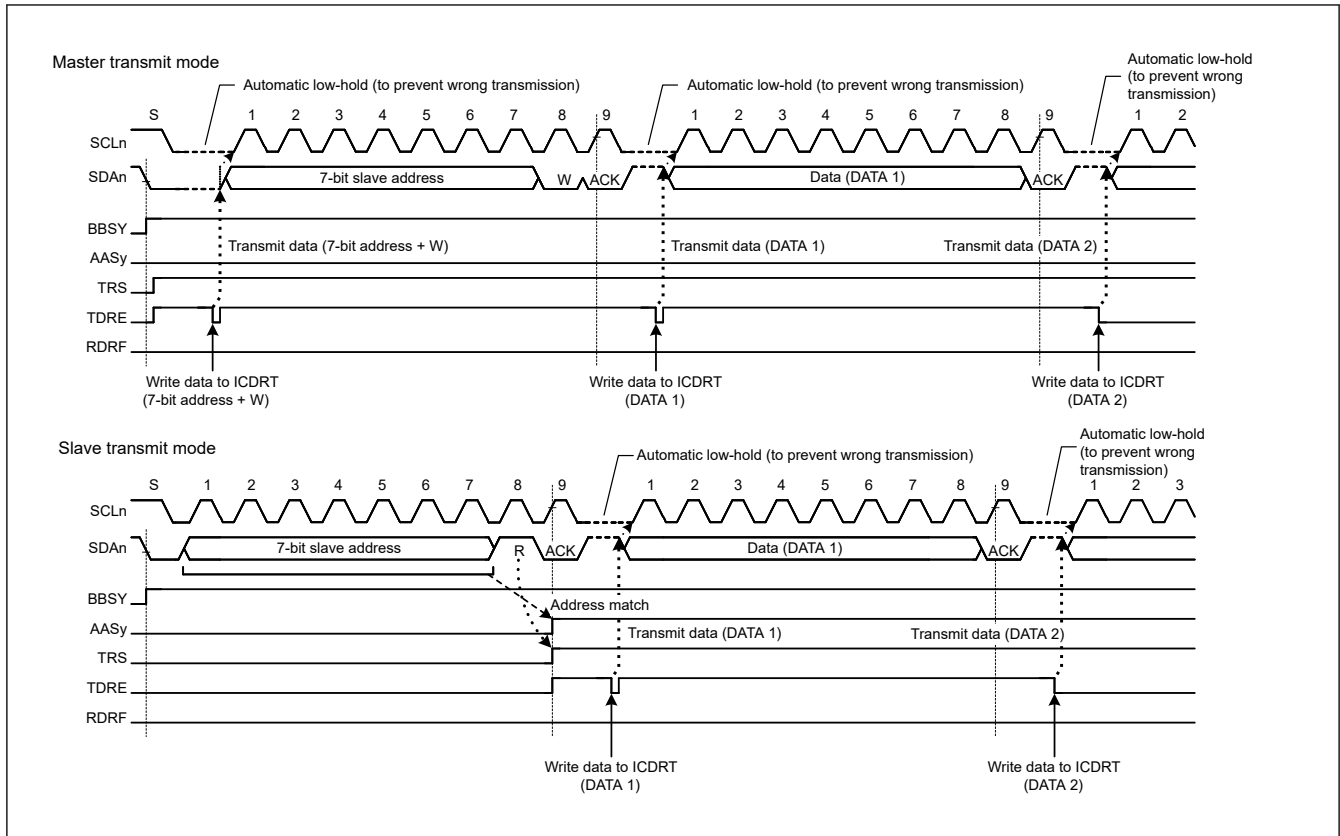 Master transmit mode
Automatic low-hold (to prevent wrong transmission)
Automatic low-hold (to prevent wrong transmission)
Automatic low-hold
(to prevent wrong
transmission)
S 1 2 3 4 5 6 7 8 9 1 2 3 4 5 6 7 8 9 1 2
SCLn
SDAn 7-bit slave address W ACK Data (DATA 1) ACK
BBSY
Transmit data (7-bit address + W) Transmit data (DATA 1) Transmit data (DATA 2)
AASy
TRS
TDRE
RDRF
Write data to ICDRT
(7-bit address + W)
Write data to ICDRT
(DATA 1)
Write data to ICDRT
(DATA 2)
Slave transmit mode
Automatic low-hold (to prevent wrong transmission)
Automatic low-hold
(to prevent wrong
transmission)
S 1 2 3 4 5 6 7 8 9 1 2 3 4 5 6 7 8 9 1 2 3
SCLn
SDAn 7-bit slave address R ACK Data (DATA 1) ACK
BBSY
Address match
AASy
Transmit data (DATA 1) Transmit data (DATA 2)
TRS
TDRE
RDRF
Write data to ICDRT
(DATA 1)
Write data to ICDRT
(DATA 2)